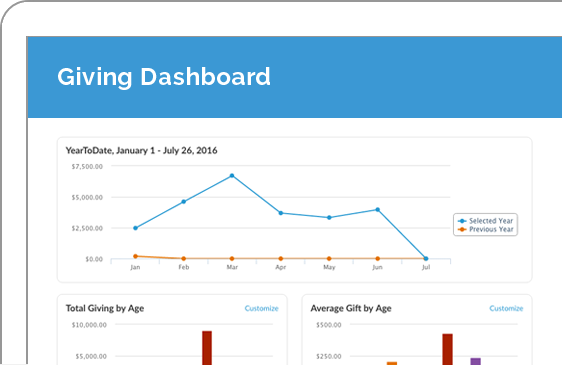 Giving Dashboard
YearToDate, January 1 - July 26, 2016
$7,500.00
$5,000.00
$2,500.00
$0.00
Jan Feb Mar Apr May Jun Jul
Selected Year
Previous Year
Total Giving by Age Customize
$10,000.00
$5,000.00
Average Gift by Age Customize
$500.00
$250.00